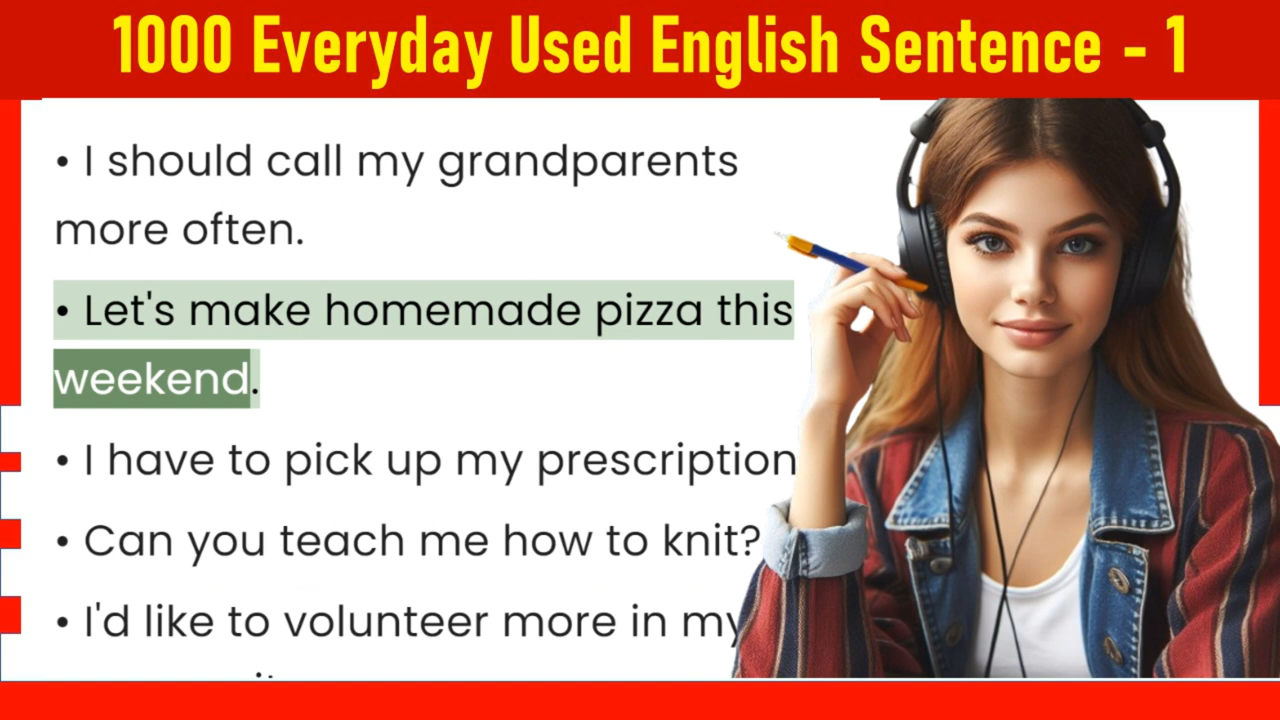 1000 Everyday Used English Sentence - 1
• I should call my grandparents
more often.
• Let's make homemade pizza this
weekend.
• I have to pick up my prescription
• Can you teach me how to knit?
• I'd like to volunteer more in my